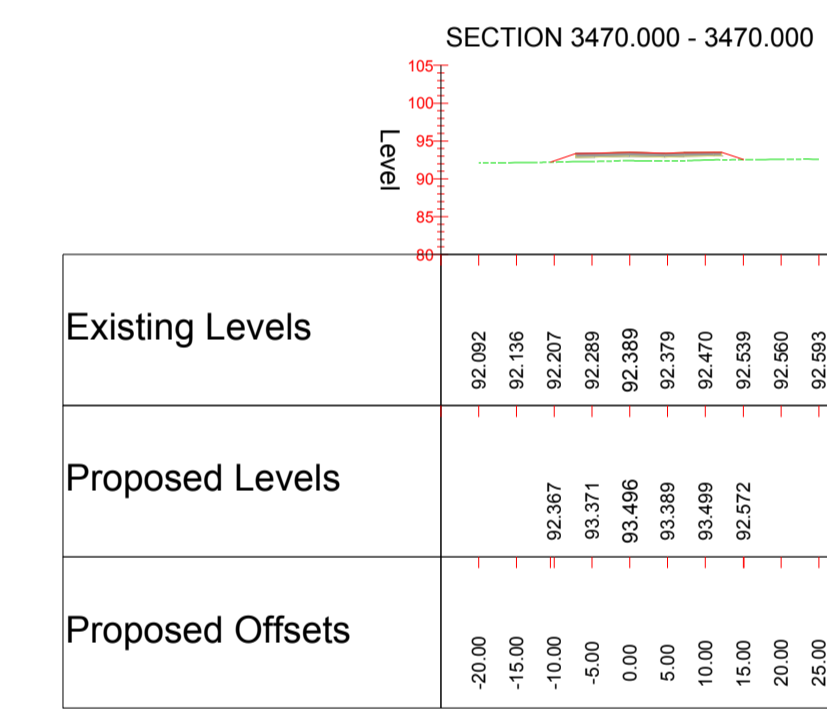 SECTION 3470.000 - 3470.000
105
100
95
90
85
80
Level
Existing Levels
92.092 92.136 92.207 92.289 92.389 92.379 92.470 92.539 92.560 92.593
Proposed Levels
92.367 93.371 93.496 93.389 93.499 92.572
Proposed Offsets
-20.00 -15.00 -10.00 -5.00 0.00 5.00 10.00 15.00 20.00 25.00